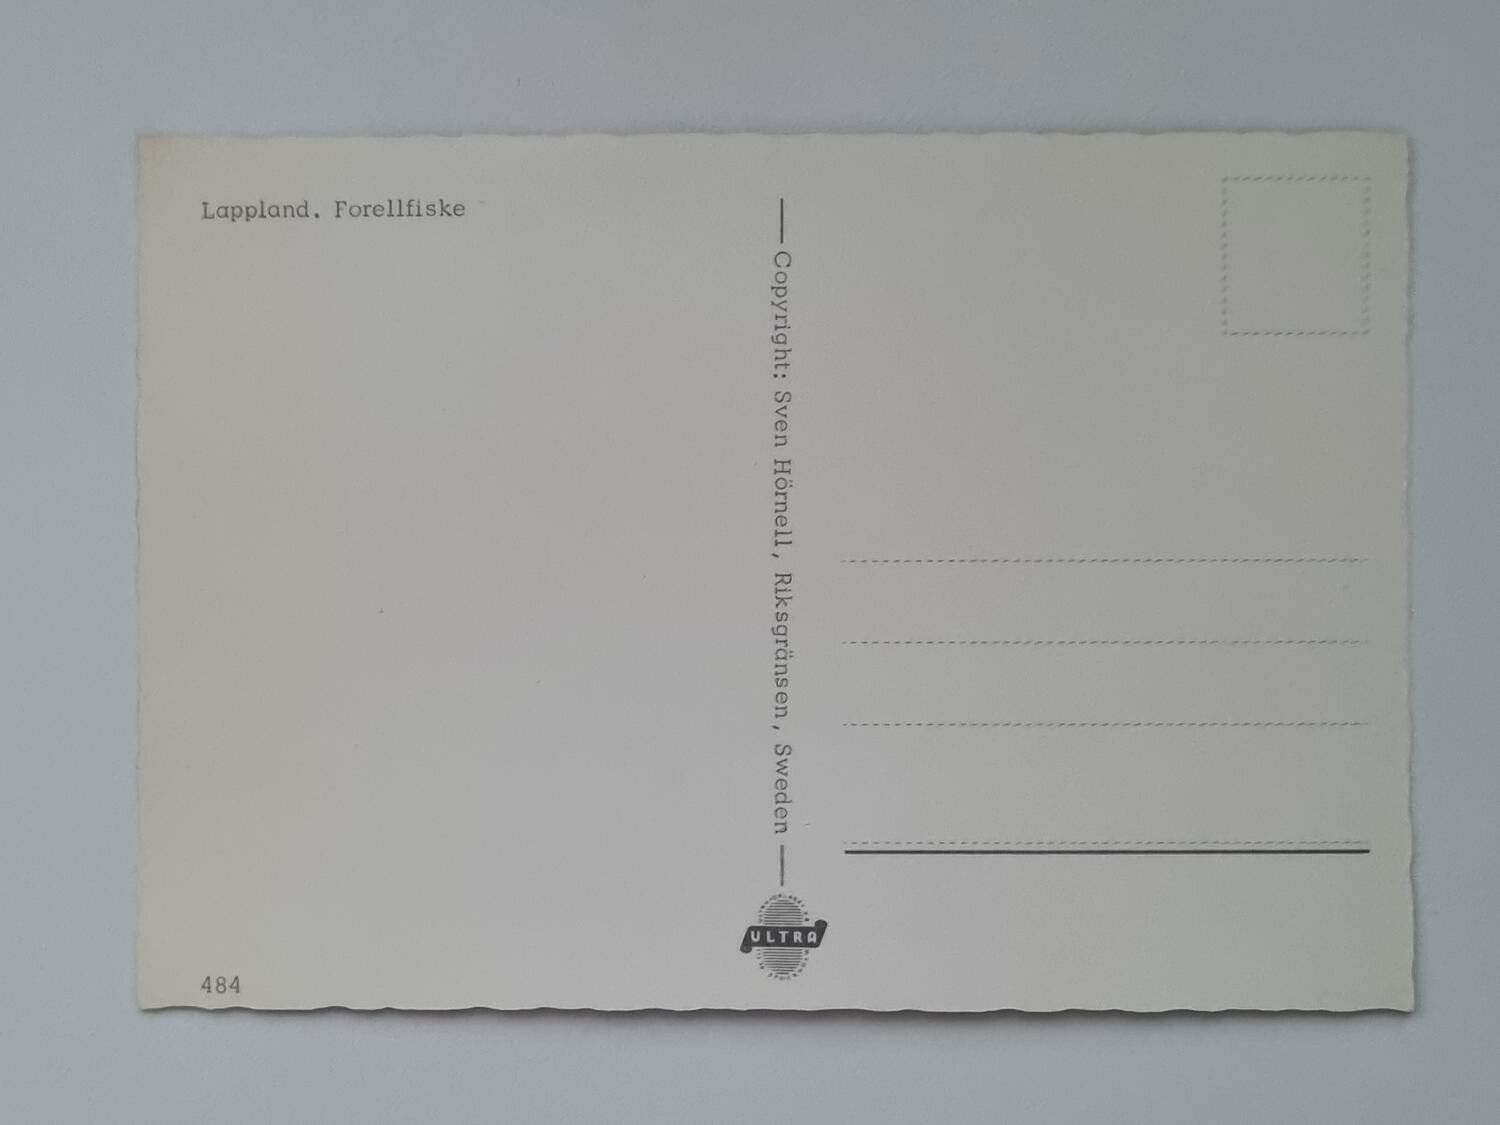 Lappland. Forellfiske
Copyright: Sven Hörnell, Riksgränsen, Sweden
ULTRA
484